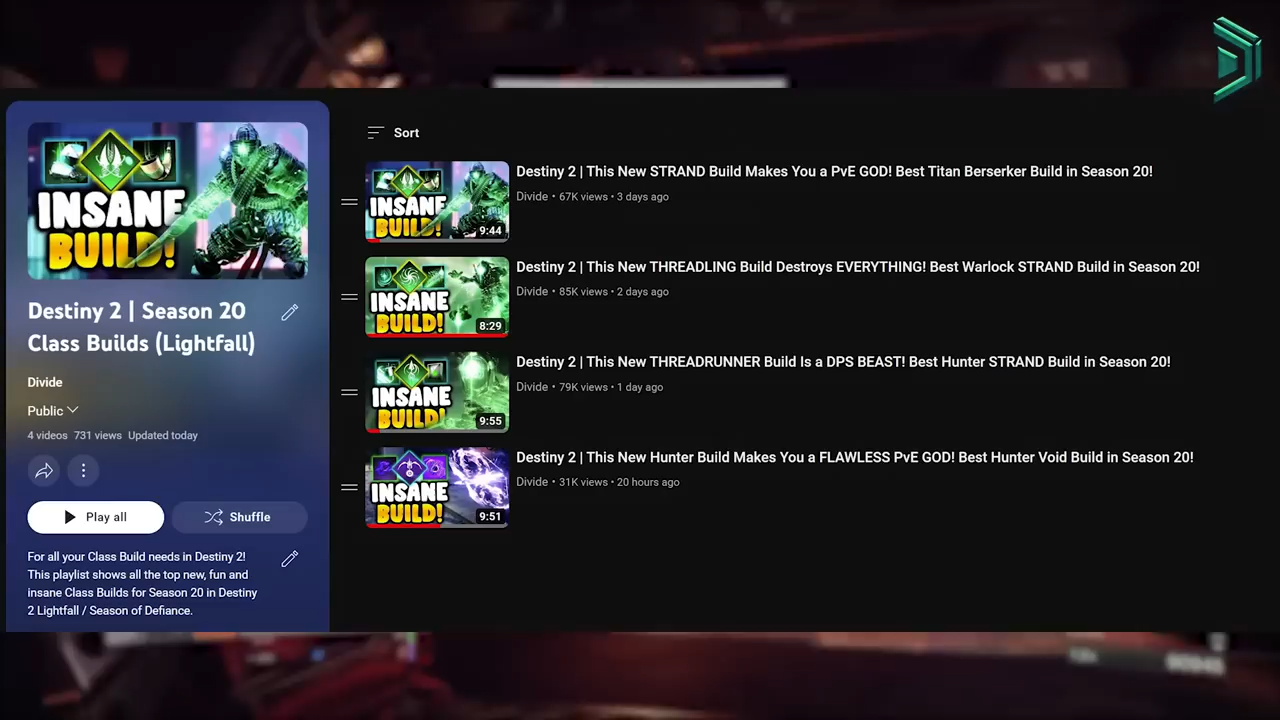 INSANE
BUILD!
Destiny 2 | Season 20
Class Builds (Lightfall)
Divide
Public
4 videos 731 views Updated today
Play all
Shuffle
For all your Class Build needs in Destiny 2!
This playlist shows all the top new, fun and
insane Class Builds for Season 20 in Destiny
2 Lightfall / Season of Defiance.
Sort
INSANE
BUILD!
9:44
Destiny 2 | This New STRAND Build Makes You a PvE GOD! Best Titan Berserker Build in Season 20!
Divide • 67K views • 3 days ago
INSANE
BUILD!
8:29
Destiny 2 | This New THREADLING Build Destroys EVERYTHING! Best Warlock STRAND Build in Season 20!
Divide • 85K views • 2 days ago
INSANE
BUILD!
9:55
Destiny 2 | This New THREADRUNNER Build Is a DPS BEAST! Best Hunter STRAND Build in Season 20!
Divide • 79K views • 1 day ago
INSANE
BUILD!
9:51
Destiny 2 | This New Hunter Build Makes You a FLAWLESS PvE GOD! Best Hunter Void Build in Season 20!
Divide • 31K views • 20 hours ago